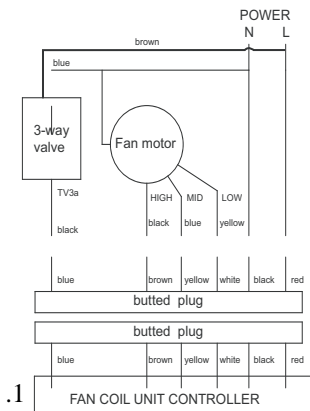 POWER
N L
brown
blue
3-way
valve
Fan motor
TV3a
HIGH MID LOW
black black blue yellow
blue brown yellow white black red
butted plug
butted plug
blue brown yellow white black red
.1 FAN COIL UNIT CONTROLLER